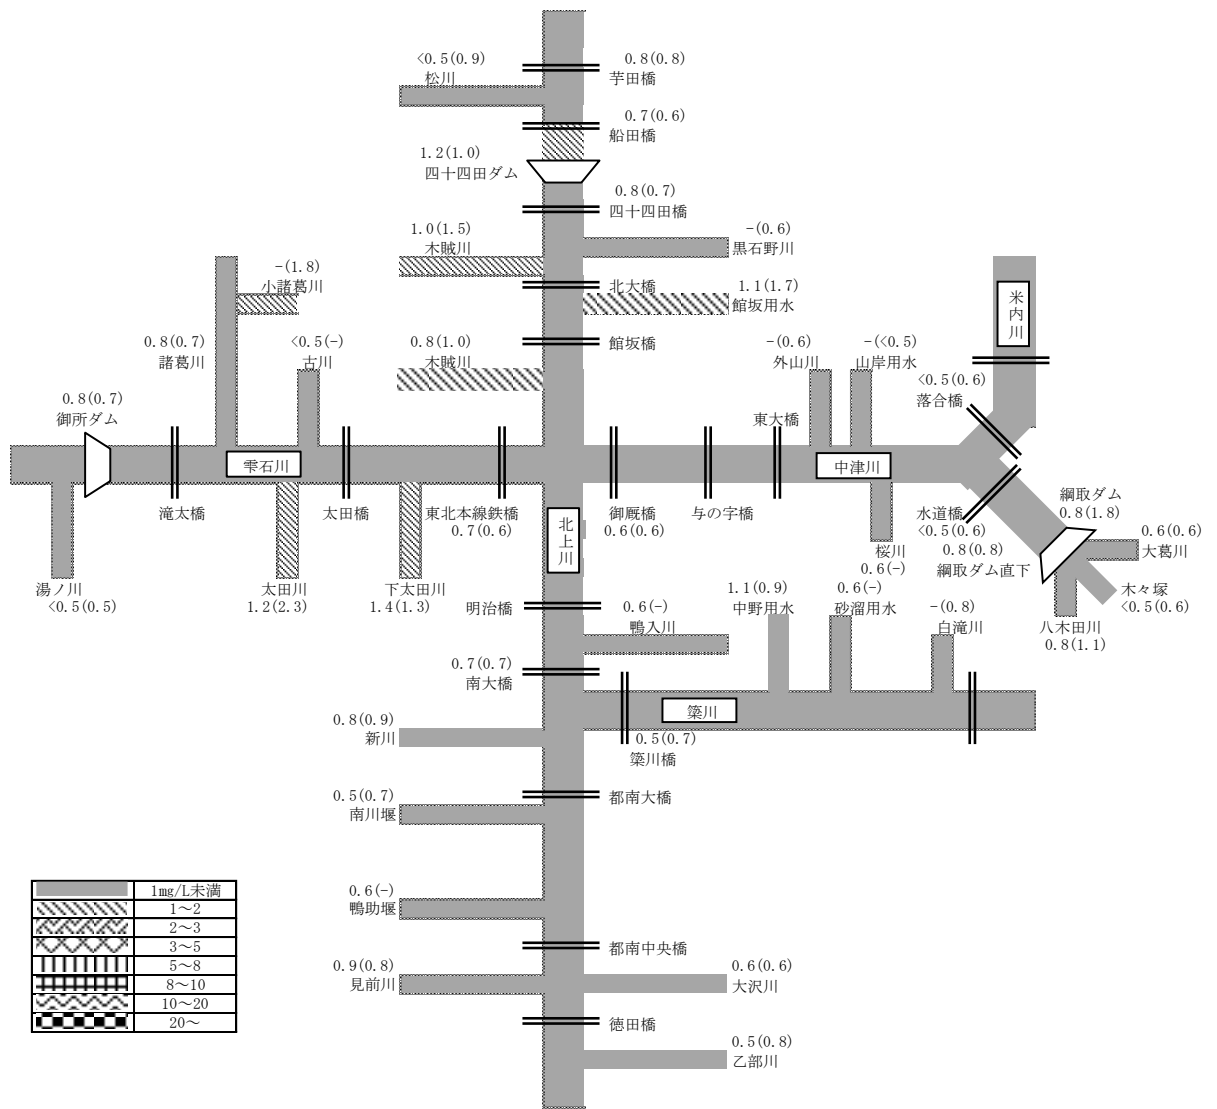 <0.5(0.9)
松川
0.8(0.8)
芋田橋
0.7(0.6)
船田橋
1.2(1.0)
四十四田ダム
0.8(0.7)
四十四田橋
1.0(1.5)
木賊川
-(0.6)
黒石野川
-(1.8)
小諸葛川
北大橋
1.1(1.7)
館坂用水
米内川
0.8(0.7)
諸葛川
<0.5(-)
古川
0.8(1.0)
木賊川
館坂橋
-(0.6)
外山川
-(<0.5)
山岸用水
<0.5(0.6)
落合橋
0.8(0.7)
御所ダム
東大橋
雫石川
中津川
滝太橋
太田橋
東北本線鉄橋
0.7(0.6)
北上川
御厩橋
0.6(0.6)
与の字橋
水道橋
<0.5(0.6)
綱取ダム
0.8(1.8)
0.6(0.6)
大葛川
桜川
0.6(-)
0.8(0.8)
綱取ダム直下
湯ノ川
<0.5(0.5)
太田川
1.2(2.3)
下太田川
1.4(1.3)
木々塚
<0.5(0.6)
明治橋
0.6(-)
鴨入川
1.1(0.9)
中野用水
0.6(-)
砂溜用水
-(0.8)
白滝川
八木田川
0.8(1.1)
0.7(0.7)
南大橋
簗川
0.8(0.9)
新川
0.5(0.7)
簗川橋
0.5(0.7)
南川堰
都南大橋
0.6(-)
鴨助堰
都南中央橋
0.9(0.8)
見前川
0.6(0.6)
大沢川
徳田橋
0.5(0.8)
乙部川
1mg/L未満
1～2
2～3
3～5
5～8
8～10
10～20
20～